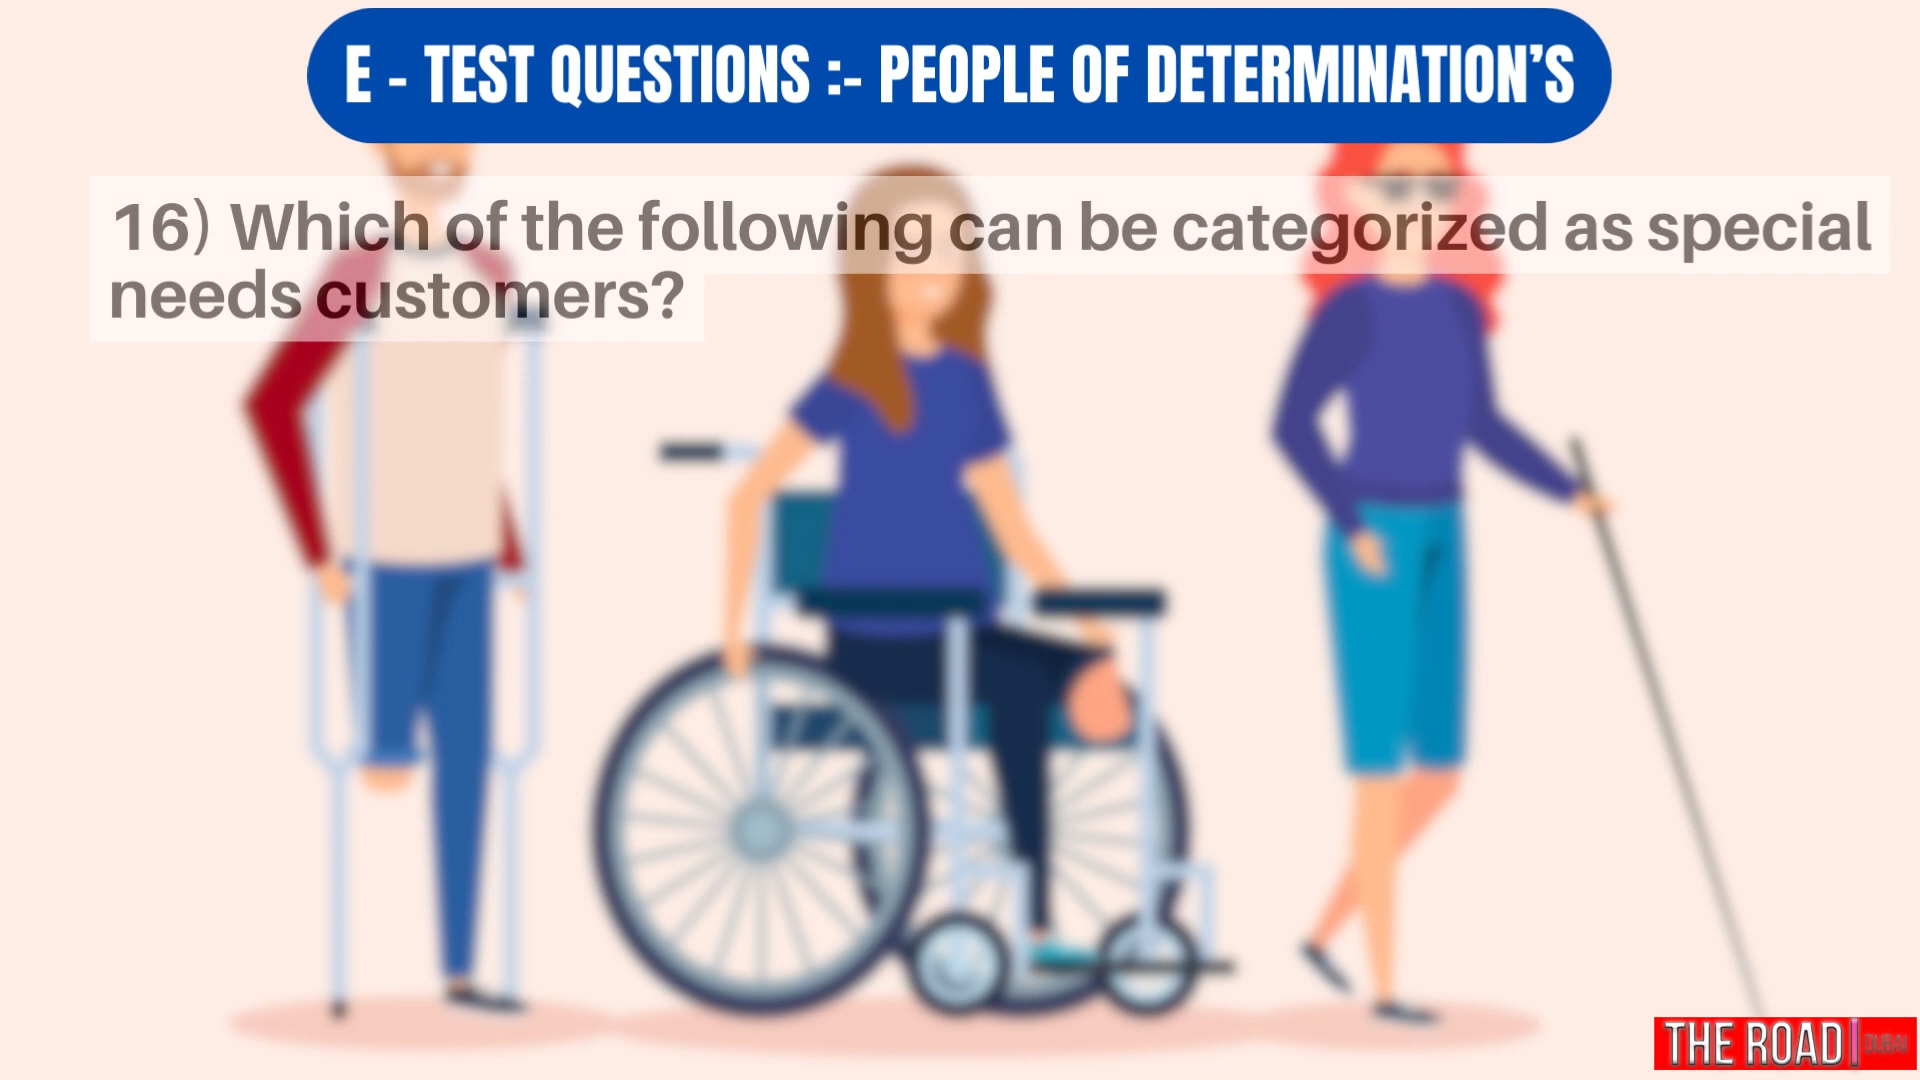 E - TEST QUESTIONS :- PEOPLE OF DETERMINATION’S
16) Which of the following can be categorized as special
needs customers?
THE ROAD DUBAI